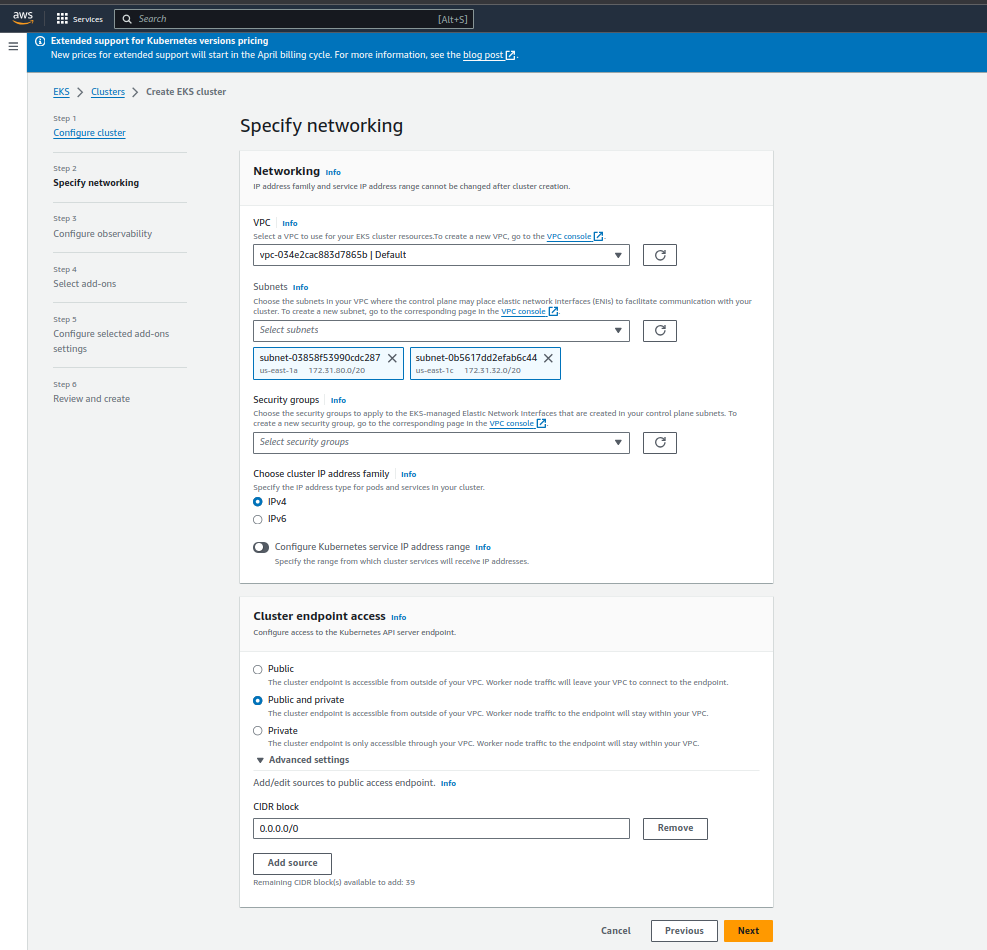 aws
Services
Search
[Alt+S]
Extended support for Kubernetes versions pricing
New prices for extended support will start in the April billing cycle. For more information, see the blog post.
EKS
Clusters
Create EKS cluster
Step 1
Configure cluster
Step 2
Specify networking
Step 3
Configure observability
Step 4
Select add-ons
Step 5
Configure selected add-ons
settings
Step 6
Review and create
Specify networking
Networking Info
IP address family and service IP address range cannot be changed after cluster creation.
VPC Info
Select a VPC to use for your EKS cluster resources.To create a new VPC, go to the VPC console.
vpc-034e2cac883d7865b | Default
Subnets Info
Choose the subnets in your VPC where the control plane may place elastic network interfaces (ENIs) to facilitate communication with your
cluster. To create a new subnet, go to the corresponding page in the VPC console.
Select subnets
subnet-03858f53990cdc287
us-east-1a 172.31.80.0/20
subnet-0b5617dd2efab6c44
us-east-1c 172.31.32.0/20
Security groups Info
Choose the security groups to apply to the EKS-managed Elastic Network Interfaces that are created in your control plane subnets. To
create a new security group, go to the corresponding page in the VPC console.
Select security groups
Choose cluster IP address family Info
Specify the IP address type for pods and services in your cluster.
IPv4
IPv6
Configure Kubernetes service IP address range Info
Specify the range from which cluster services will receive IP addresses.
Cluster endpoint access Info
Configure access to the Kubernetes API server endpoint.
Public
The cluster endpoint is accessible from outside of your VPC. Worker node traffic will leave your VPC to connect to the endpoint.
Public and private
The cluster endpoint is accessible from outside of your VPC. Worker node traffic to the endpoint will stay within your VPC.
Private
The cluster endpoint is only accessible through your VPC. Worker node traffic to the endpoint will stay within your VPC.
Advanced settings
Add/edit sources to public access endpoint. Info
CIDR block
0.0.0.0/0
Remove
Add source
Remaining CIDR block(s) available to add: 39
Cancel
Previous
Next